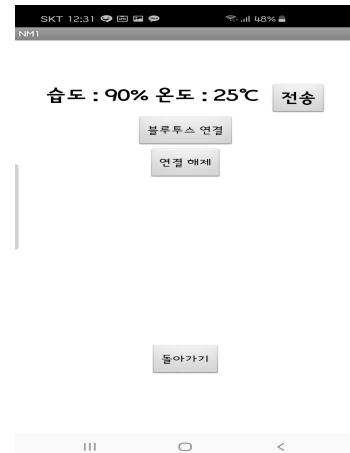 SKT 12:31 48%
NM1
습도 : 90% 온도 : 25℃ 전송
블루투스 연결
연결 해제
돌아가기